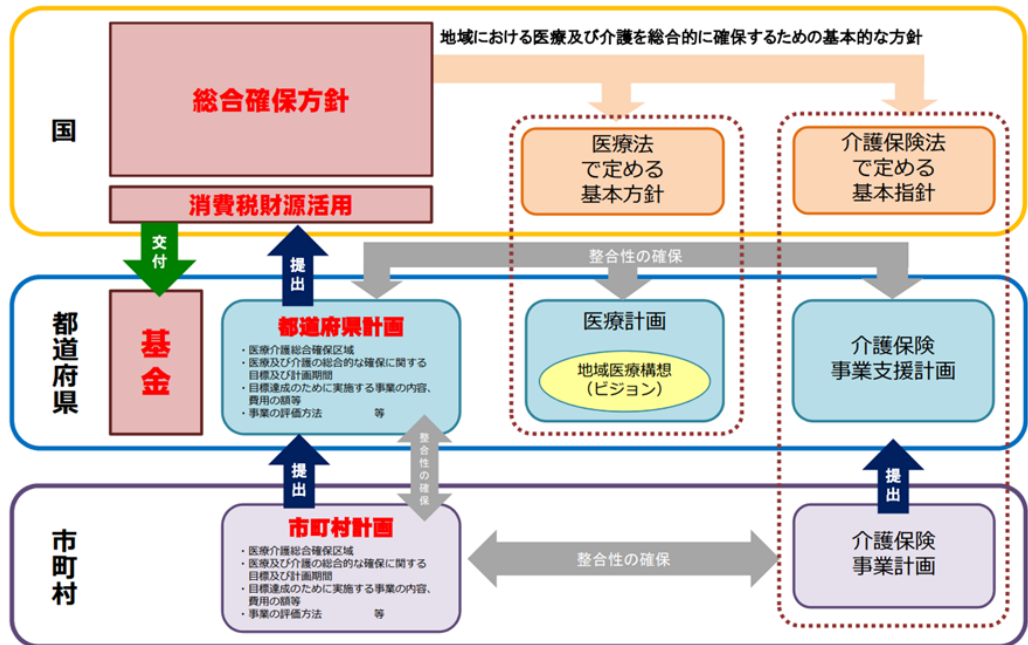 地域における医療及び介護を総合的に確保するための基本的な方針
国
総合確保方針
消費税財源活用
医療法
で定める
基本方針
介護保険法
で定める
基本指針
交付
提出
整合性の確保
都道府県
基金
都道府県計画
・医療介護総合確保区域
・医療及び介護の総合的な確保に関する
目標及び計画期間
・目標達成のために実施する事業の内容、
費用の額等
・事業の評価方法 等
医療計画
地域医療構想
（ビジョン）
介護保険
事業支援計画
提出
整合性の確保
提出
市町村
市町村計画
・医療介護総合確保区域
・医療及び介護の総合的な確保に関する
目標及び計画期間
・目標達成のために実施する事業の内容、
費用の額等
・事業の評価方法 等
整合性の確保
介護保険
事業計画